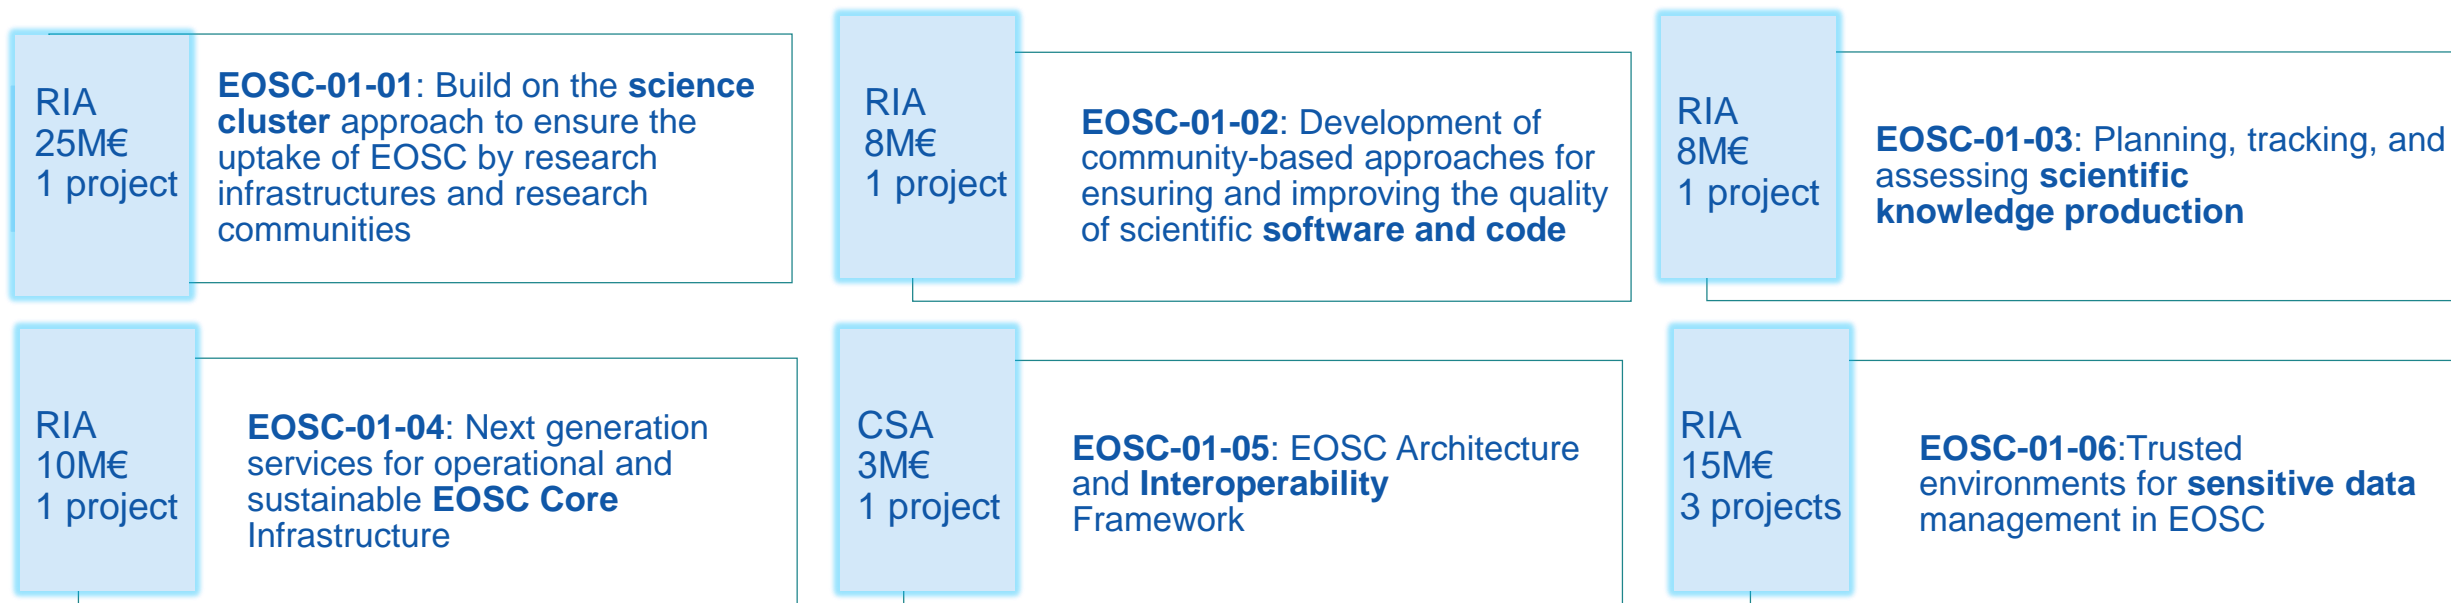 RIA
25M€
1 project
EOSC-01-01: Build on the science
cluster approach to ensure the
uptake of EOSC by research
infrastructures and research
communities
RIA
8M€
1 project
EOSC-01-02: Development of
community-based approaches for
ensuring and improving the quality
of scientific software and code
RIA
8M€
1 project
EOSC-01-03: Planning, tracking, and
assessing scientific
knowledge production
RIA
10M€
1 project
EOSC-01-04: Next generation
services for operational and
sustainable EOSC Core
Infrastructure
CSA
3M€
1 project
EOSC-01-05: EOSC Architecture
and Interoperability
Framework
RIA
15M€
3 projects
EOSC-01-06:Trusted
environments for sensitive data
management in EOSC